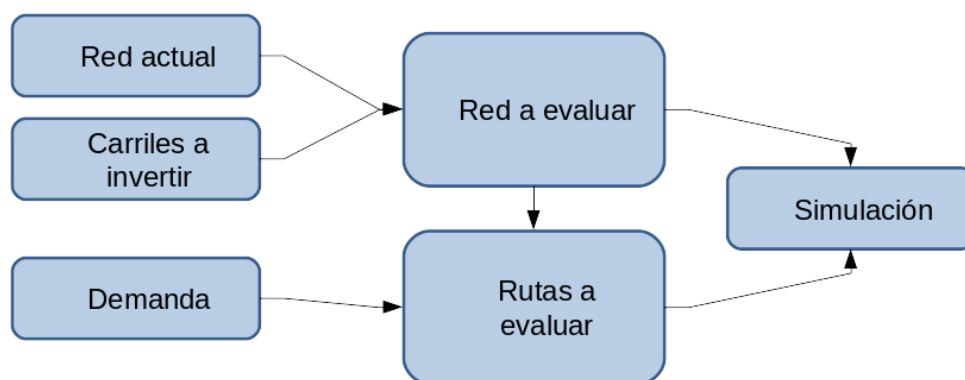 Red actual
Carriles a
invertir
Demanda
Red a evaluar
Rutas a
evaluar
Simulación